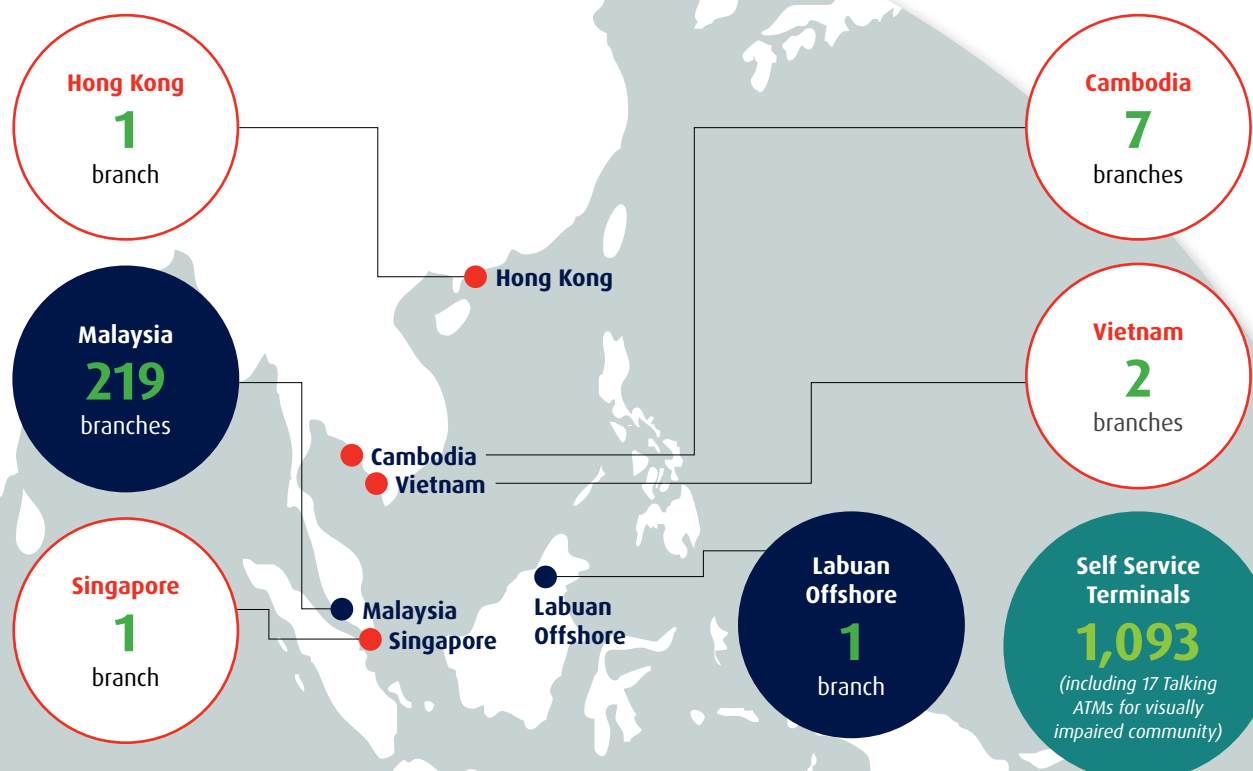 Hong Kong
1
branch
Malaysia
219
branches
Singapore
1
branch
Hong Kong
Cambodia
Vietnam
Malaysia
Singapore
Labuan
Offshore
Cambodia
7
branches
Vietnam
2
branches
Labuan
Offshore
1
branch
Self Service
Terminals
1,093
(including 17 Talking
ATMs for visually
impaired community)